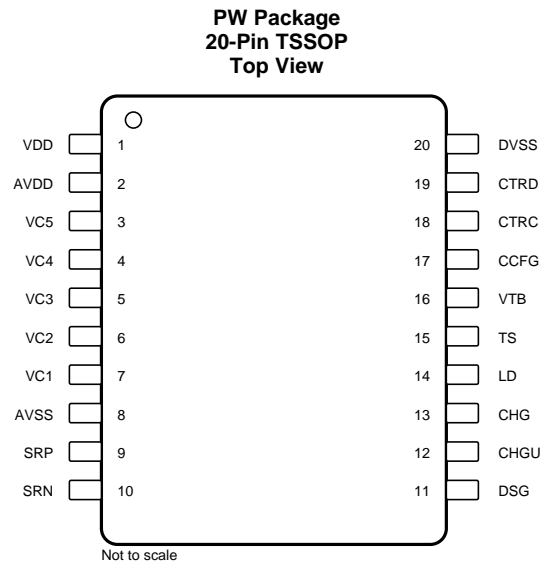 PW Package
20-Pin TSSOP
Top View
VDD 1 20 DVSS
AVDD 2 19 CTRD
VC5 3 18 CTRC
VC4 4 17 CCFG
VC3 5 16 VTB
VC2 6 15 TS
VC1 7 14 LD
AVSS 8 13 CHG
SRP 9 12 CHGU
SRN 10 11 DSG
Not to scale